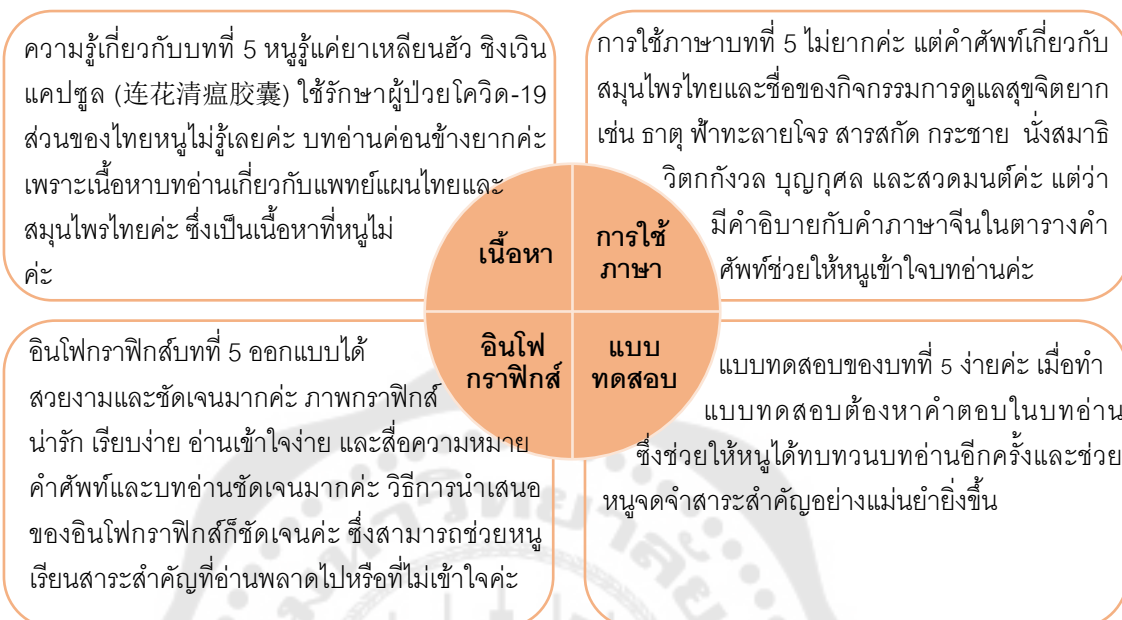 ความรู้เกี่ยวกับบทที่ 5 หนูรู้แค่ยาเหลียนฮัว ชิงเวิน
แคปซูล (连花清瘟胶囊) ใช้รักษาผู้ป่วยโควิด-19
ส่วนของไทยหนูไม่รู้เลยค่ะ บทอ่านค่อนข้างยากค่ะ
เพราะเนื้อหาบทอ่านเกี่ยวกับแพทย์แผนไทยและ
สมุนไพรไทยค่ะ ซึ่งเป็นเนื้อหาที่หนูไม่
ค่ะ
การใช้ภาษาบทที่ 5 ไม่ยากค่ะ แต่คำศัพท์เกี่ยวกับ
สมุนไพรไทยและชื่อของกิจกรรมการดูแลสุขจิตยาก
เช่น ธาตุ ฟ้าทะลายโจร สารสกัด กระชาย นั่งสมาธิ
วิตกกังวล บุญกุศล และสวดมนต์ค่ะ แต่ว่า
มีคำอิบายกับคำภาษาจีนในตารางคำ
ศัพท์ช่วยให้หนูเข้าใจบทอ่านค่ะ
เนื้อหา
การใช้
ภาษา
อินโฟ
กราฟิกส์
แบบ
ทดสอบ
อินโฟกราฟิกส์บทที่ 5 ออกแบบได้
สวยงามและชัดเจนมากค่ะ ภาพกราฟิกส์
น่ารัก เรียบง่าย อ่านเข้าใจง่าย และสื่อความหมาย
คำศัพท์และบทอ่านชัดเจนมากค่ะ วิธีการนำเสนอ
ของอินโฟกราฟิกส์ก็ชัดเจนค่ะ ซึ่งสามารถช่วยหนู
เรียนสาระสำคัญที่อ่านพลาดไปหรือที่ไม่เข้าใจค่ะ
แบบทดสอบของบทที่ 5 ง่ายค่ะ เมื่อทำ
แบบทดสอบต้องหาคำตอบในบทอ่าน
ซึ่งช่วยให้หนูได้ทบทวนบทอ่านอีกครั้งและช่วย
หนูจดจำสาระสำคัญอย่างแม่นยำยิ่งขึ้น